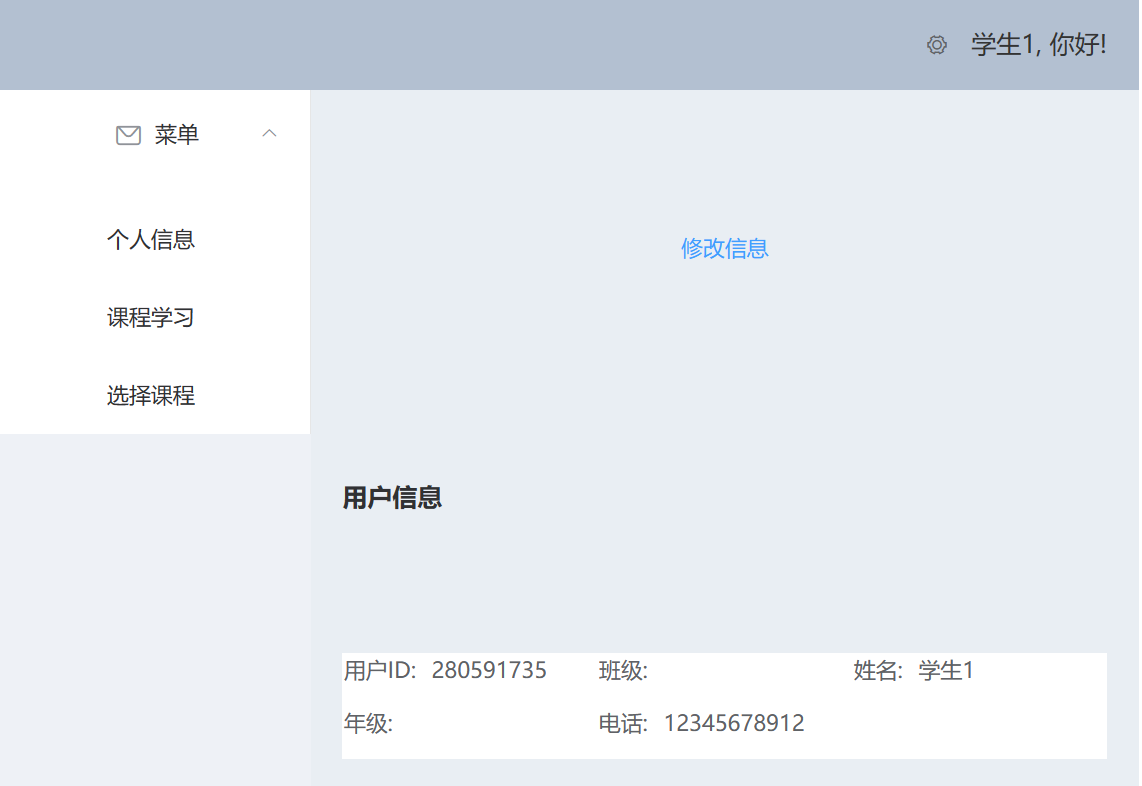 学生1, 你好!
菜单
个人信息
课程学习
选择课程
修改信息
用户信息
用户ID: 280591735 班级: 姓名: 学生1
年级: 电话: 12345678912